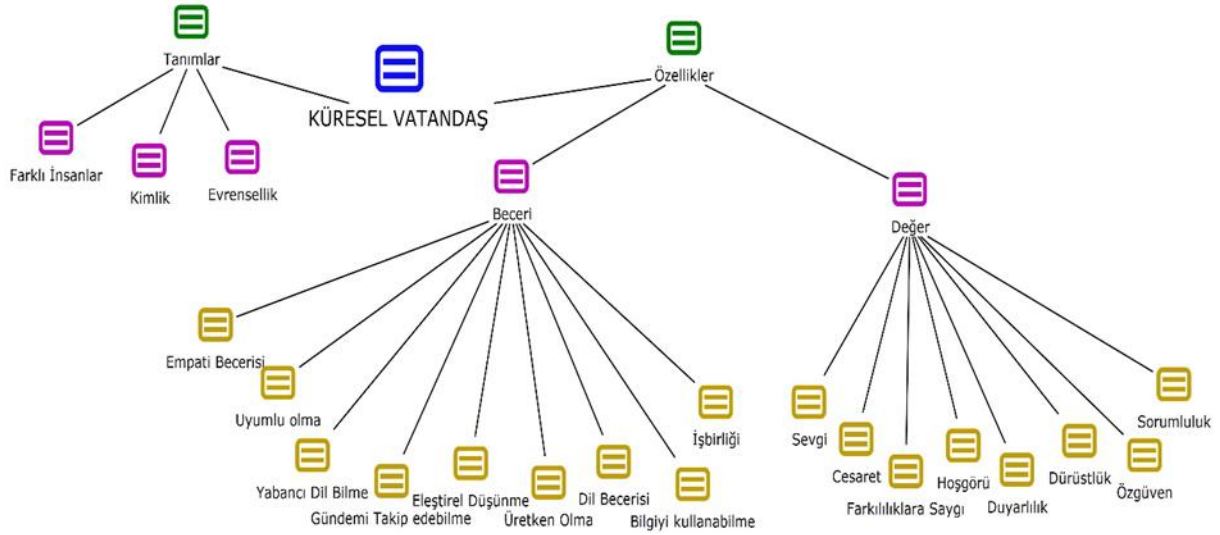 Tanımlar
Özellikler
KÜRESEL VATANDAŞ
Farklı İnsanlar
Kimlik
Evrensellik
Beceri
Değer
Empati Becerisi
Uyumlu olma
Yabancı Dil Bilme
Gündemi Takip edebilme
Eleştirel Düşünme
Üretken Olma
Dil Becerisi
Bilgiyi kullanabilme
İşbirliği
Sevgi
Cesaret
Farkılılıklara Saygı
Hoşgörü
Duyarlılık
Dürüstlük
Özgüven
Sorumluluk